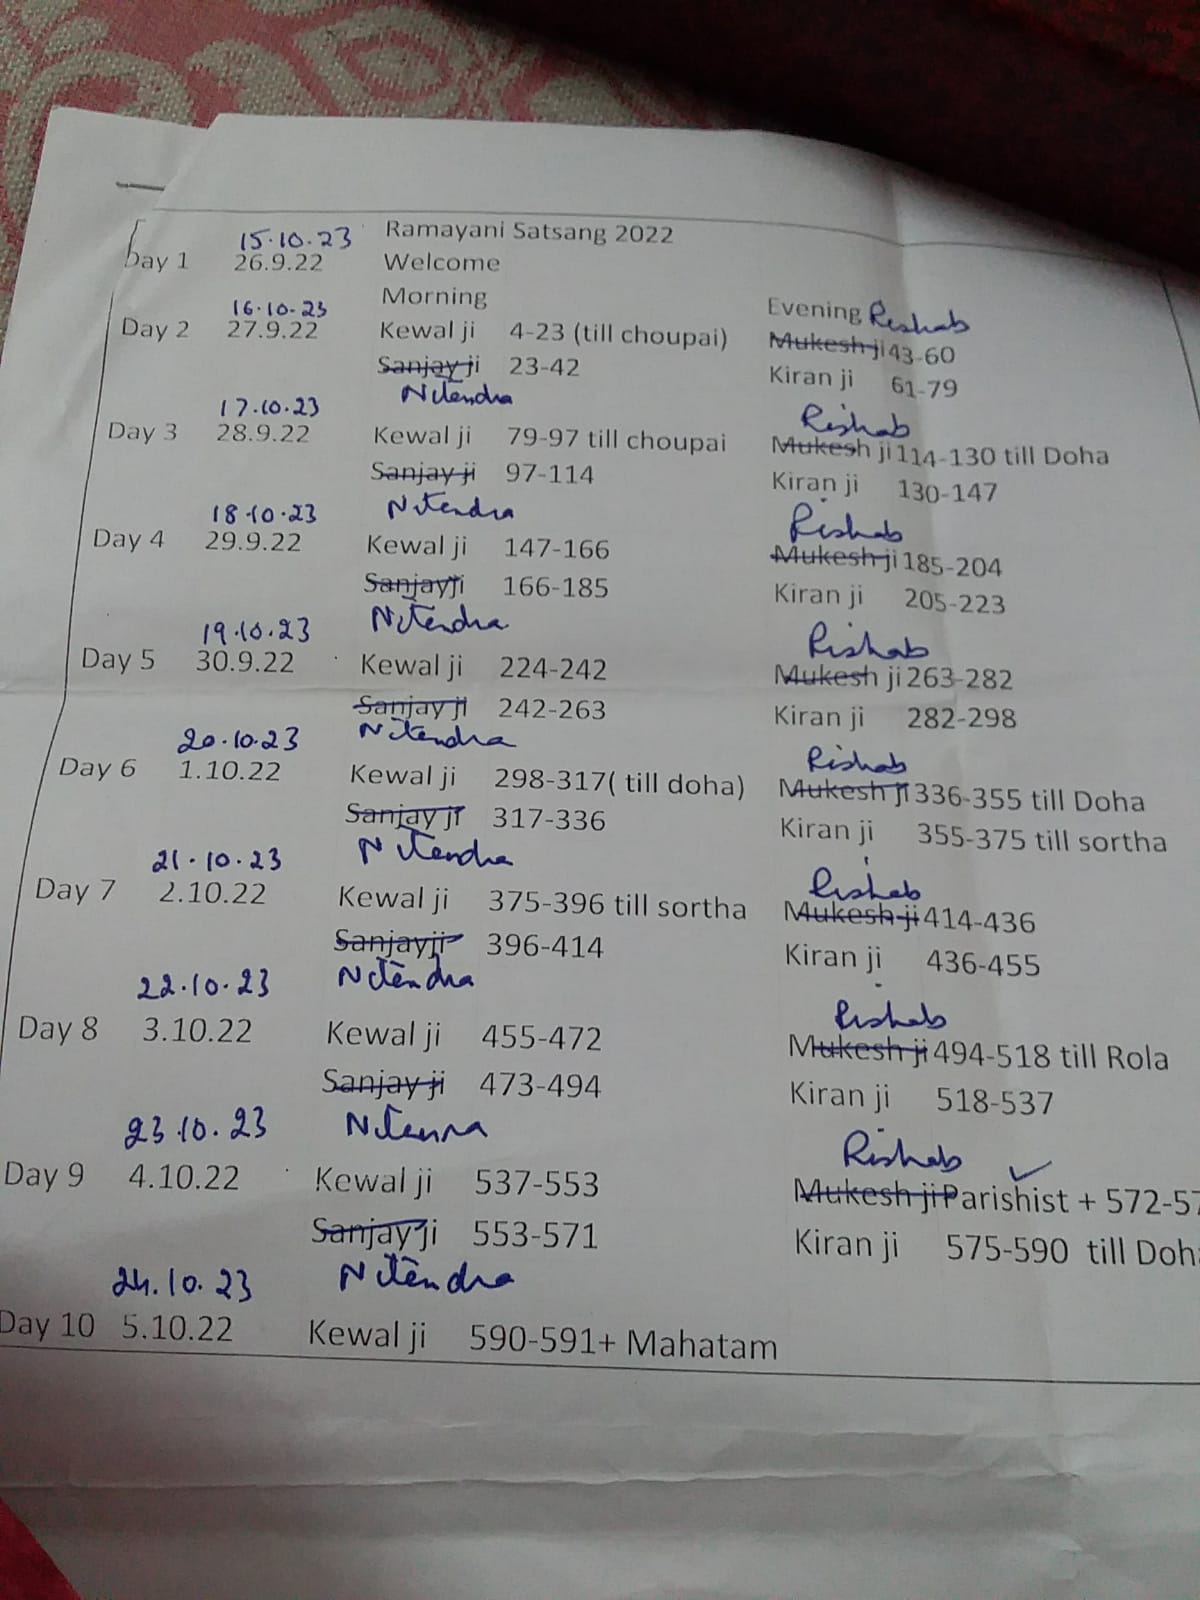 15.10.23 Ramayani Satsang 2022
Day 1 26.9.22 Welcome
Morning Evening Rishab
16.10.23
Day 2 27.9.22 Kewal ji 4-23 (till choupai) Mukesh ji 43-60
Sanjay ji 23-42 Kiran ji 61-79
Nitendra
17.10.23 Rishab
Day 3 28.9.22 Kewal ji 79-97 till choupai Mukesh ji 114-130 till Doha
Sanjay ji 97-114 Kiran ji 130-147
Nitendra
18.10.23 Rishab
Day 4 29.9.22 Kewal ji 147-166 Mukesh ji 185-204
Sanjay ji 166-185 Kiran ji 205-223
Nitendra
19.10.23 Rishab
Day 5 30.9.22 Kewal ji 224-242 Mukesh ji 263-282
Sanjay ji 242-263 Kiran ji 282-298
Nitendra
20.10.23 Rishab
Day 6 1.10.22 Kewal ji 298-317( till doha) Mukesh ji 336-355 till Doha
Sanjay ji 317-336 Kiran ji 355-375 till sortha
Nitendra
21.10.23 Rishab
Day 7 2.10.22 Kewal ji 375-396 till sortha Mukesh ji 414-436
Sanjay ji 396-414 Kiran ji 436-455
Nitendra
22.10.23 Rishab
Day 8 3.10.22 Kewal ji 455-472 Mukesh ji 494-518 till Rola
Sanjay ji 473-494 Kiran ji 518-537
23.10.23 Rishab
Day 9 4.10.22 Kewal ji 537-553 Mukesh ji Parishist + 572-57
Sanjay ji 553-571 Kiran ji 575-590 till Doh
24.10.23 Nitendra
Day 10 5.10.22 Kewal ji 590-591+ Mahatam